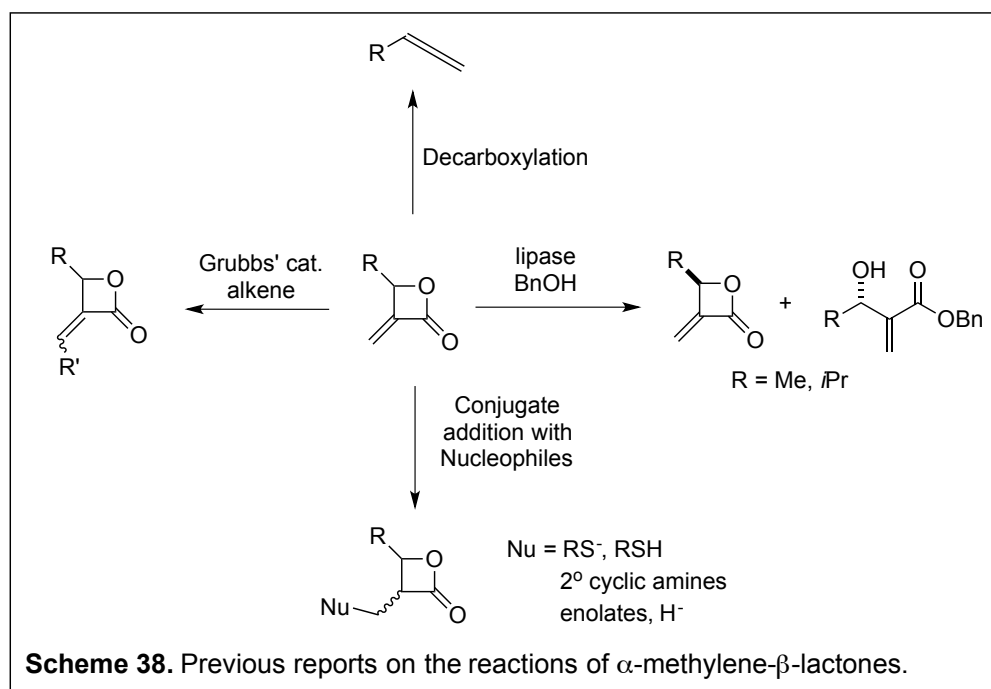 R
Decarboxylation
R
O
O
R'
Grubbs' cat.
alkene
R
O
O
lipase
BnOH
R
O
O
+
OH
O
R
OBn
R = Me, iPr
Conjugate
addition with
Nucleophiles
R
O
O
Nu
Nu = RS-, RSH
2o cyclic amines
enolates, H-
Scheme 38. Previous reports on the reactions of α-methylene-β-lactones.